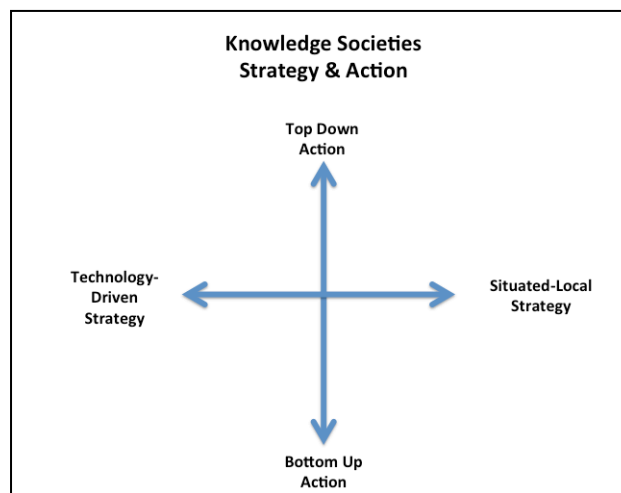 Knowledge Societies
Strategy & Action
Top Down
Action
Technology-
Driven
Strategy
Situated-Local
Strategy
Bottom Up
Action